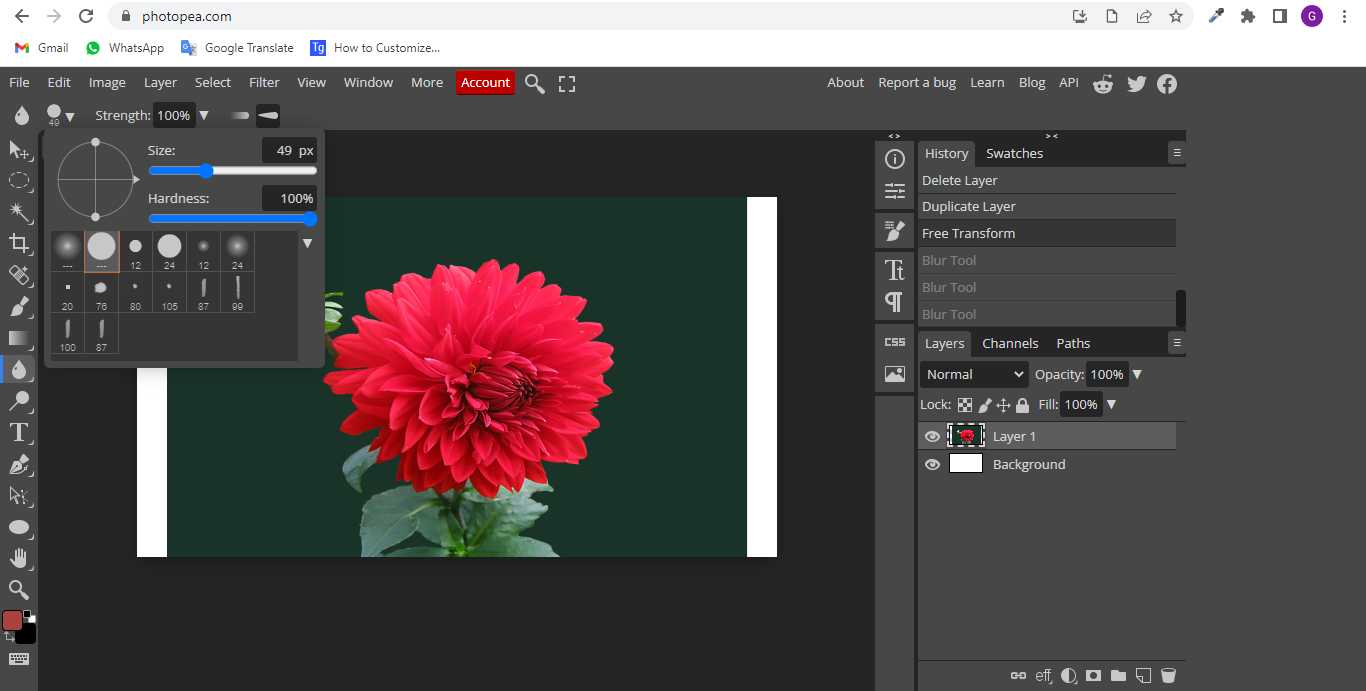 photopea.com
G
Gmail WhatsApp Google Translate Tg How to Customize...
File Edit Image Layer Select Filter View Window More Account About Report a bug Learn Blog API
49 Strength: 100%
Size: 49 px
Hardness: 100%
--- --- 12 24 12 24
20 76 80 105 87 99
100 87
< > > <
History Swatches
Delete Layer
Duplicate Layer
Free Transform
Blur Tool
Blur Tool
Blur Tool
Tt
CSS
Layers Channels Paths
Normal Opacity: 100%
Lock: Fill: 100%
Layer 1
Background
T
eff